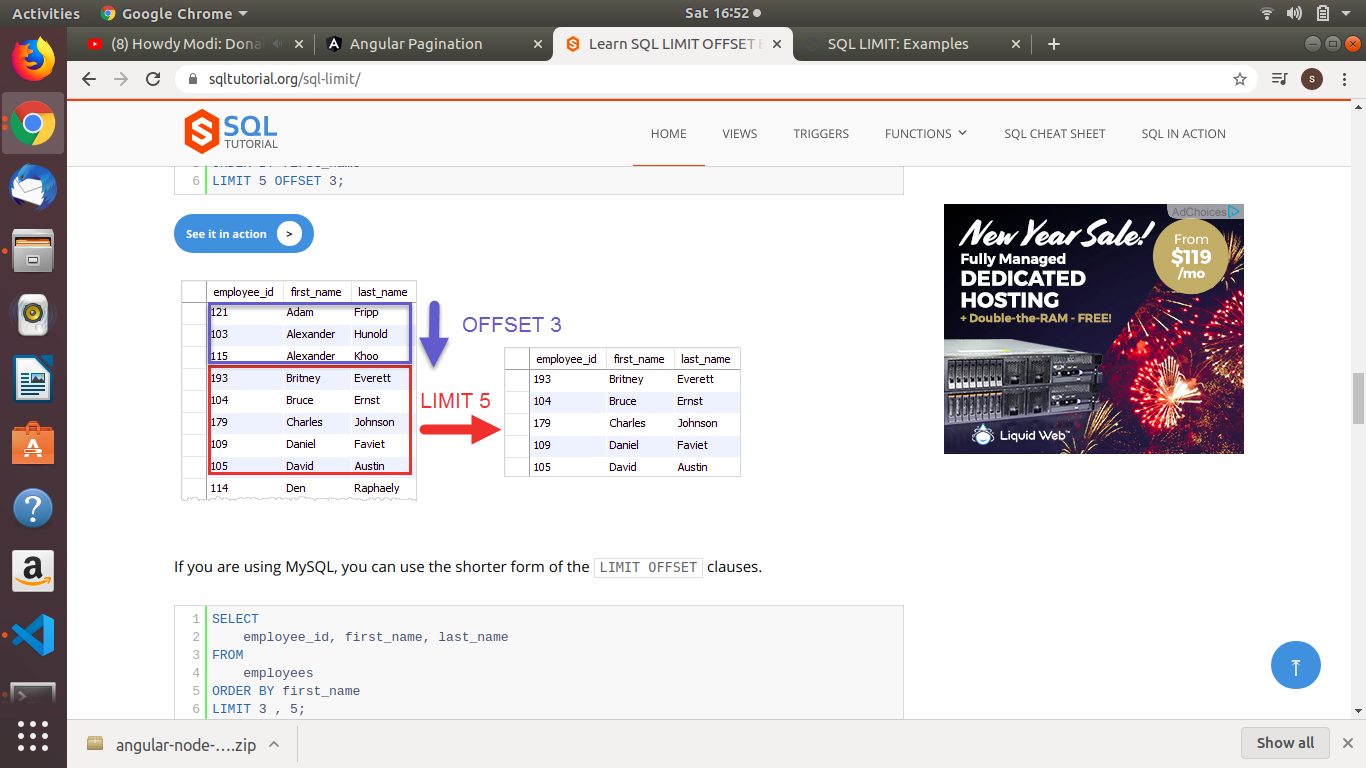 Activities Google Chrome Sat 16:52
(8) Howdy Modi: Dona
Angular Pagination
Learn SQL LIMIT OFFSET
SQL LIMIT: Examples
sqltutorial.org/sql-limit/
S
SQL
TUTORIAL
HOME VIEWS TRIGGERS FUNCTIONS SQL CHEAT SHEET SQL IN ACTION
6 LIMIT 5 OFFSET 3;
See it in action >
employee_id first_name last_name
121 Adam Fripp
103 Alexander Hunold
115 Alexander Khoo
193 Britney Everett
104 Bruce Ernst
179 Charles Johnson
109 Daniel Faviet
105 David Austin
114 Den Raphaely
OFFSET 3
LIMIT 5
employee_id first_name last_name
193 Britney Everett
104 Bruce Ernst
179 Charles Johnson
109 Daniel Faviet
105 David Austin
AdChoices
New Year Sale!
Fully Managed
DEDICATED
HOSTING
+ Double-the-RAM - FREE!
From
$119
/mo
Liquid Web
If you are using MySQL, you can use the shorter form of the LIMIT OFFSET clauses.
1 SELECT
2 employee_id, first_name, last_name
3 FROM
4 employees
5 ORDER BY first_name
6 LIMIT 3 , 5;
angular-node-....zip
Show all